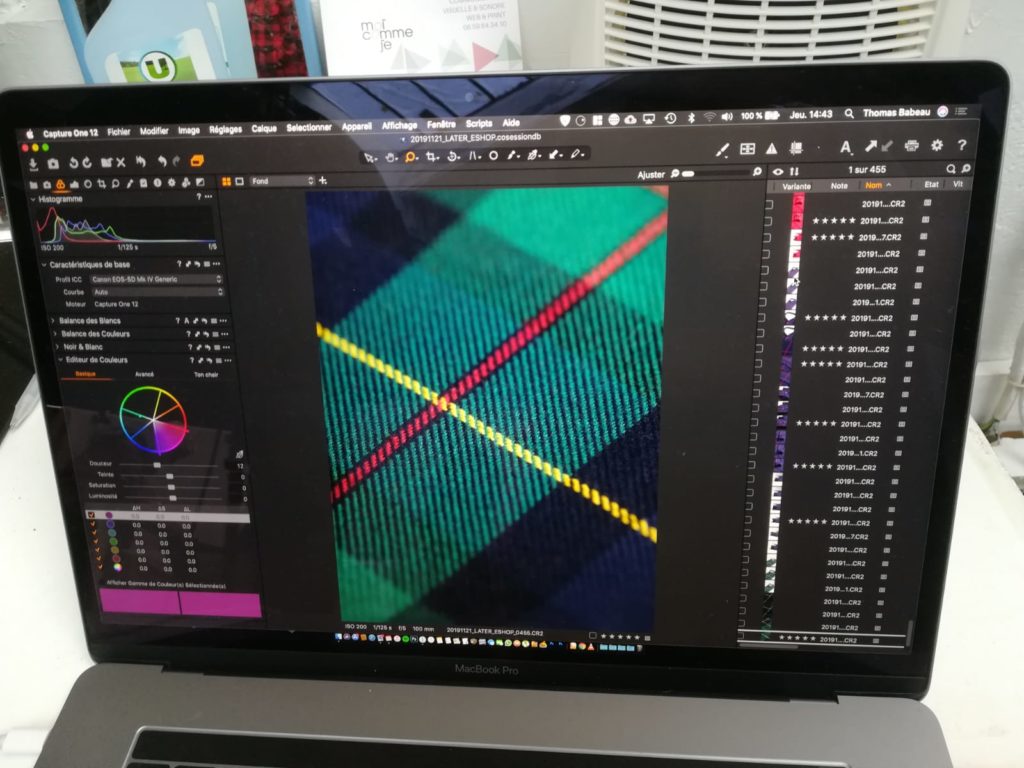 moi
comme
je
VISUELLE & SONORE
WEB & PRINT
U
Capture One 12 Fichier Modifier Image Réglages Calque Selectionner Appareil Affichage Fenêtre Scripts Aide 100 % Jeu. 14:43 Thomas Babeau
20191121_LATER_ESHOP.cosessiondb
Fond
Ajuster
1 sur 455
Variante Note Nom Etat Vit
Histogramme
ISO 200 1/125 s f/5
Caractéristiques de base
Profil ICC Canon EOS-5D Mk IV Generic
Courbe Auto
Moteur Capture One 12
Balance des Blancs
Balance des Couleurs
Noir & Blanc
Editeur de Couleurs
Basique Avancé Ton chair
Douceur 12
Teinte 0
Saturation 0
Luminosité 0
ΔH ΔS ΔL
0.0 0.0 0.0
0.0 0.0 0.0
0.0 0.0 0.0
0.0 0.0 0.0
0.0 0.0 0.0
0.0 0.0 0.0
Afficher Gamme de Couleur(s) Sélectionnée(s)
20191....CR2
20191....CR2
2019...7.CR2
20191....CR2
20191....CR2
20191....CR2
2019...1.CR2
20191....CR2
20191....CR2
20191....CR2
20191....CR2
20191....CR2
2019...7.CR2
20191....CR2
20191....CR2
20191....CR2
2019...1.CR2
20191....CR2
20191....CR2
20191....CR2
20191....CR2
20191....CR2
2019...7.CR2
20191....CR2
20191....CR2
20191....CR2
2019...1.CR2
20191....CR2
20191....CR2
20191....CR2
20191....CR2
ISO 200 1/125 s f/5 100 mm 20191121_LATER_ESHOP_0455.CR2
MacBook Pro